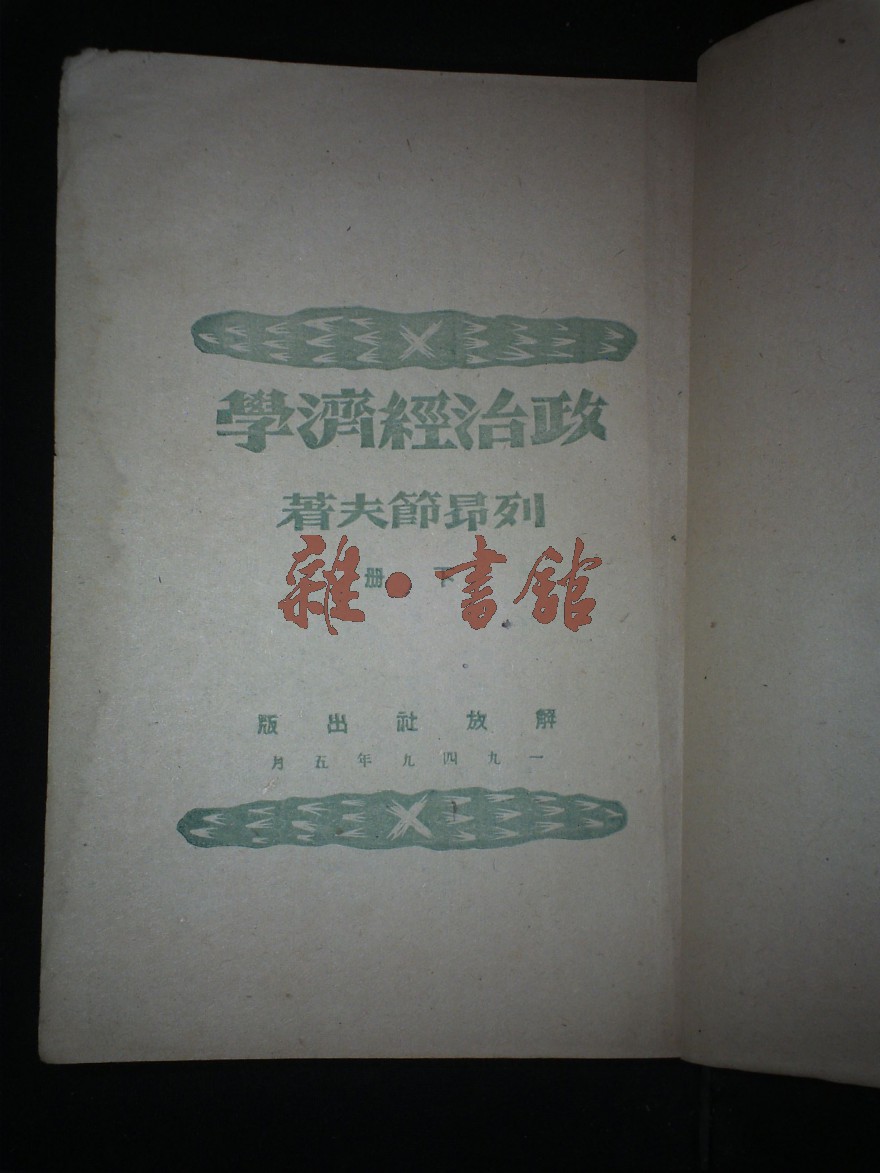 政治經濟學
列昂節夫著
下册
雜·書館
解放社出版
一九四九年五月